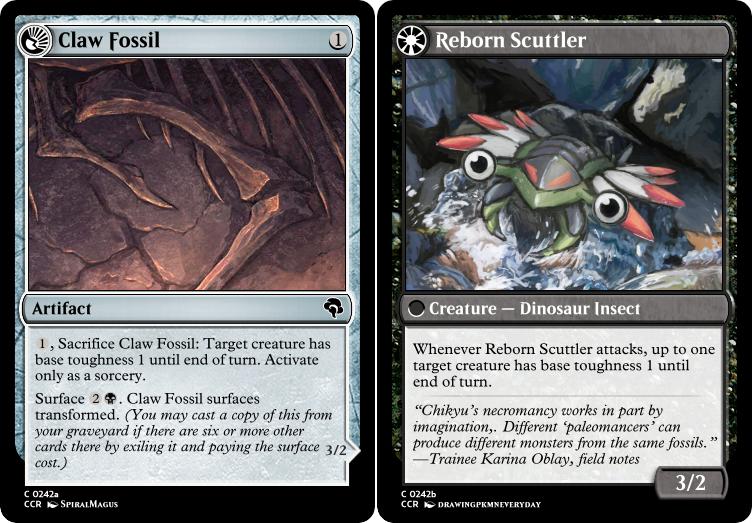 Claw Fossil
1
Artifact
1, Sacrifice Claw Fossil: Target creature has
base toughness 1 until end of turn. Activate
only as a sorcery.
Surface 2. Claw Fossil surfaces
transformed. (You may cast a copy of this from
your graveyard if there are six or more other
cards there by exiling it and paying the surface
cost.)
3/2
C 0242a
CCR SpiralMagus
Reborn Scuttler
Creature — Dinosaur Insect
Whenever Reborn Scuttler attacks, up to one
target creature has base toughness 1 until
end of turn.
“Chikyu’s necromancy works in part by
imagination,. Different ‘paleomancers’ can
produce different monsters from the same fossils.”
—Trainee Karina Oblay, field notes
3/2
C 0242b
CCR drawingpkmneveryday